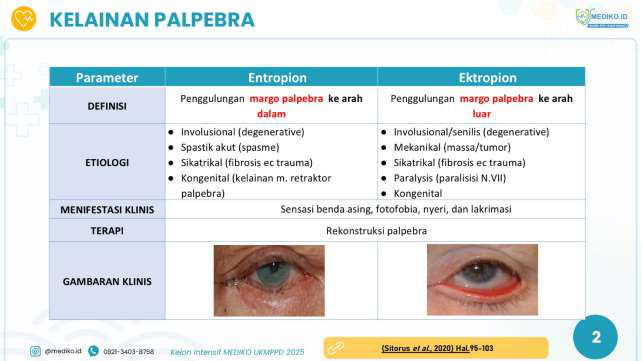 KELAINAN PALPEBRA
MEDIKO.ID
Parameter Entropion Ektropion
DEFINISI
Penggulungan margo palpebra ke arah
dalam
Penggulungan margo palpebra ke arah
luar
ETIOLOGI
● Involusional (degenerative)
● Spastik akut (spasme)
● Sikatrikal (fibrosis ec trauma)
● Kongenital (kelainan m. retraktor
palpebra)
● Involusional/senilis (degenerative)
● Mekanikal (massa/tumor)
● Sikatrikal (fibrosis ec trauma)
● Paralysis (paralisisi N.VII)
● Kongenital
MENIFESTASI KLINIS Sensasi benda asing, fotofobia, nyeri, dan lakrimasi
TERAPI Rekonstruksi palpebra
GAMBARAN KLINIS
@mediko.id 0821-3403-8758 Kelon Intensif MEDIKO UKMPPD 2025 (Sitorus et al., 2020) Hal.95-103
2